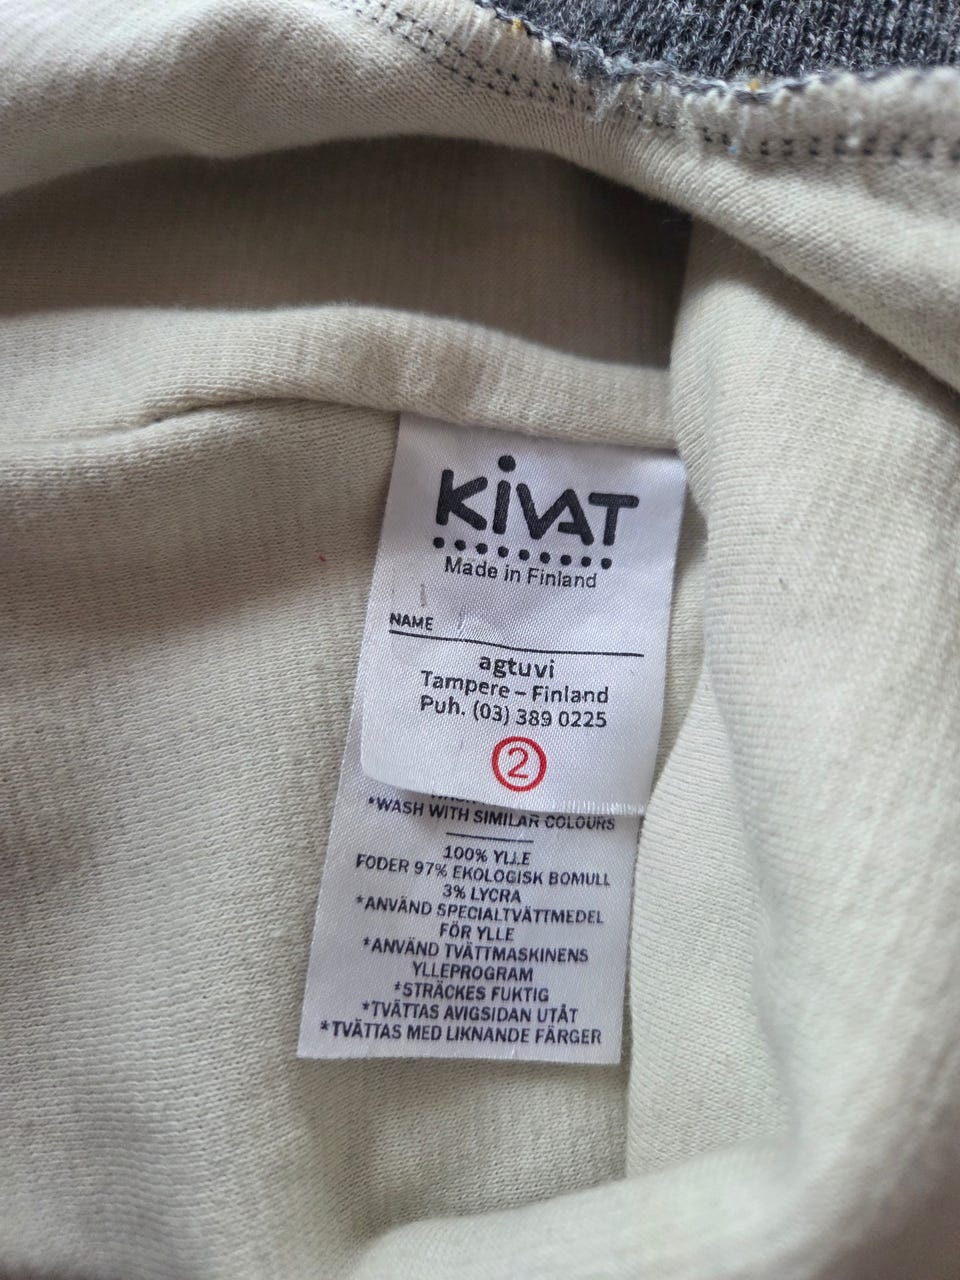 KiVAT
Made in Finland
NAME
agtuvi
Tampere – Finland
Puh. (03) 389 0225
2
*WASH WITH SIMILAR COLOURS
100% YLLE
FODER 97% EKOLOGISK BOMULL
3% LYCRA
*ANVÄND SPECIALTVÄTTMEDEL
FÖR YLLE
*ANVÄND TVÄTTMASKINENS
YLLEPROGRAM
*STRÄCKES FUKTIG
*TVÄTTAS AVIGSIDAN UTÅT
*TVÄTTAS MED LIKNANDE FÄRGER